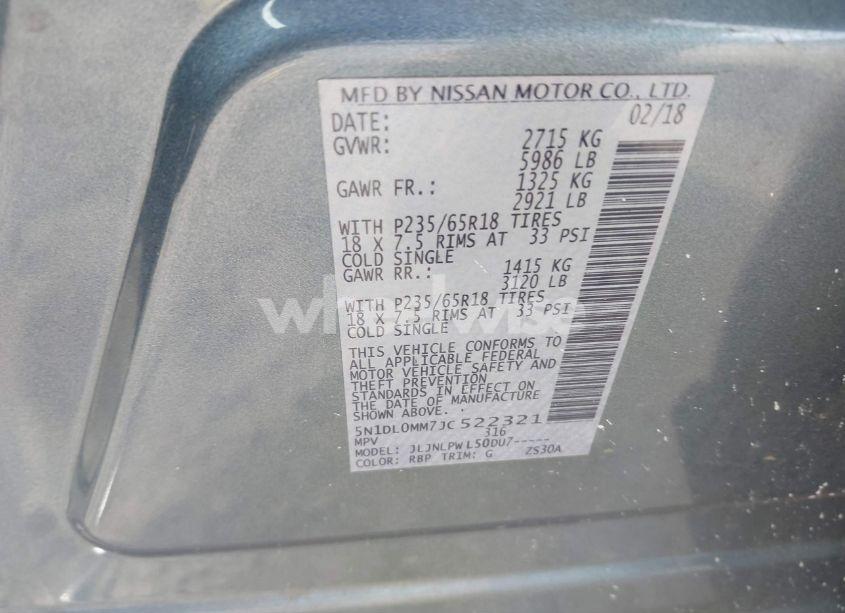 MFD BY NISSAN MOTOR CO., LTD.
DATE: 02/18
GVWR: 2715 KG
5986 LB
GAWR FR.: 1325 KG
2921 LB
WITH P235/65R18 TIRES
18 X 7.5 RIMS AT 33 PSI
COLD SINGLE
GAWR RR.: 1415 KG
3120 LB
WITH P235/65R18 TIRES
18 X 7.5 RIMS AT 33 PSI
COLD SINGLE
THIS VEHICLE CONFORMS TO
ALL APPLICABLE FEDERAL
MOTOR VEHICLE SAFETY AND
THEFT PREVENTION
STANDARDS IN EFFECT ON
THE DATE OF MANUFACTURE
SHOWN ABOVE.
5N1DL0MM7JC522321
MPV 316
MODEL: JLJNLPWL50DU7-----
COLOR: RBP TRIM: G ZS30A
wheelwise